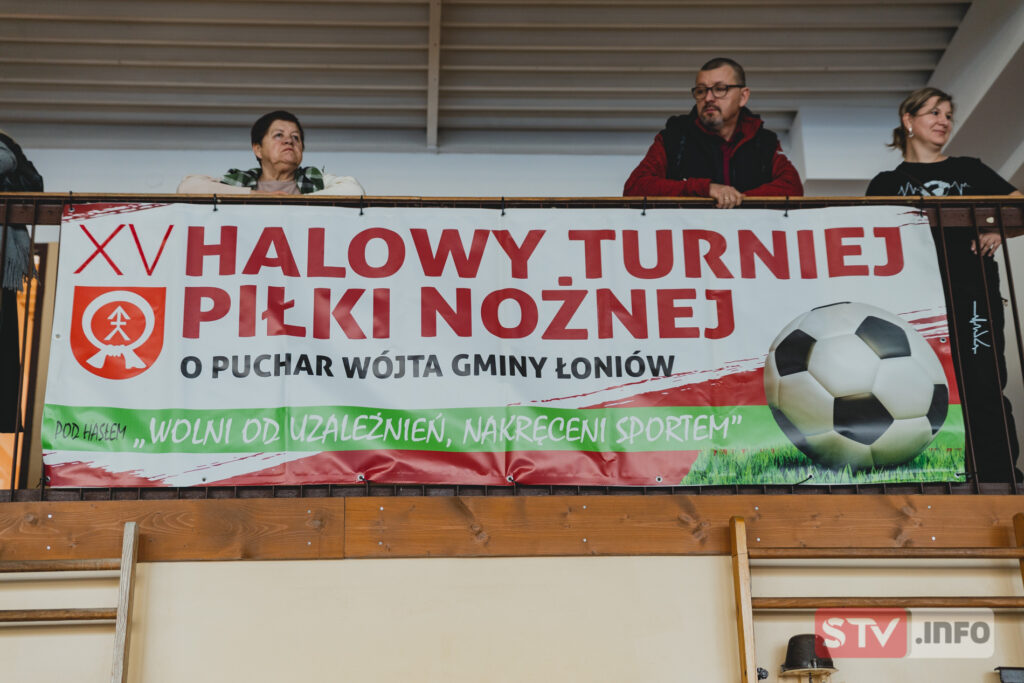 XV HALOWY TURNIEJ
PIŁKI NOŻNEJ
O PUCHAR WÓJTA GMINY ŁONIÓW
POD HASŁEM „WOLNI OD UZALEŻNIEŃ, NAKRĘCENI SPORTEM”
STV.INFO